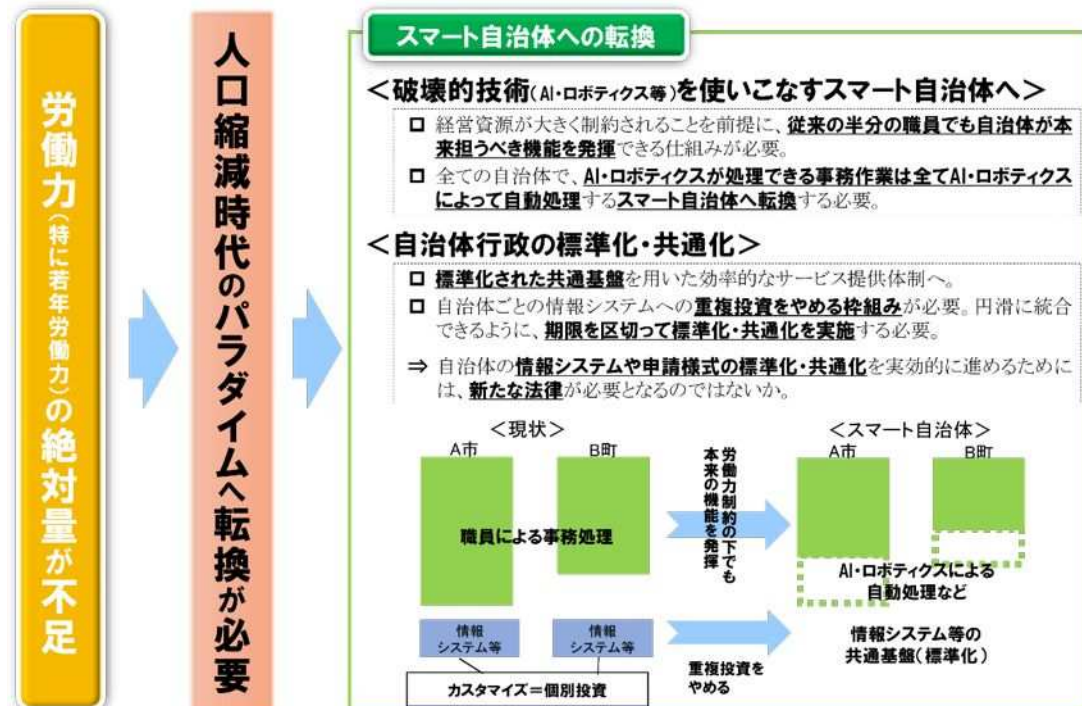 労働力(特に若年労働力)の絶対量が不足
人口縮減時代のパラダイムへ転換が必要
スマート自治体への転換
＜破壊的技術(AI・ロボティクス等)を使いこなすスマート自治体へ＞
□ 経営資源が大きく制約されることを前提に、従来の半分の職員でも自治体が本
来担うべき機能を発揮できる仕組みが必要。
□ 全ての自治体で、AI・ロボティクスが処理できる事務作業は全てAI・ロボティクス
によって自動処理するスマート自治体へ転換する必要。
＜自治体行政の標準化・共通化＞
□ 標準化された共通基盤を用いた効率的なサービス提供体制へ。
□ 自治体ごとの情報システムへの重複投資をやめる枠組みが必要。円滑に統合
できるように、期限を区切って標準化・共通化を実施する必要。
⇒ 自治体の情報システムや申請様式の標準化・共通化を実効的に進めるために
は、新たな法律が必要となるのではないか。
＜現状＞
A市
B町
職員による事務処理
情報
システム等
情報
システム等
カスタマイズ＝個別投資
労働力制約の下でも
本来の機能を発揮
重複投資を
やめる
＜スマート自治体＞
A市
B町
AI・ロボティクスによる
自動処理など
情報システム等の
共通基盤(標準化)